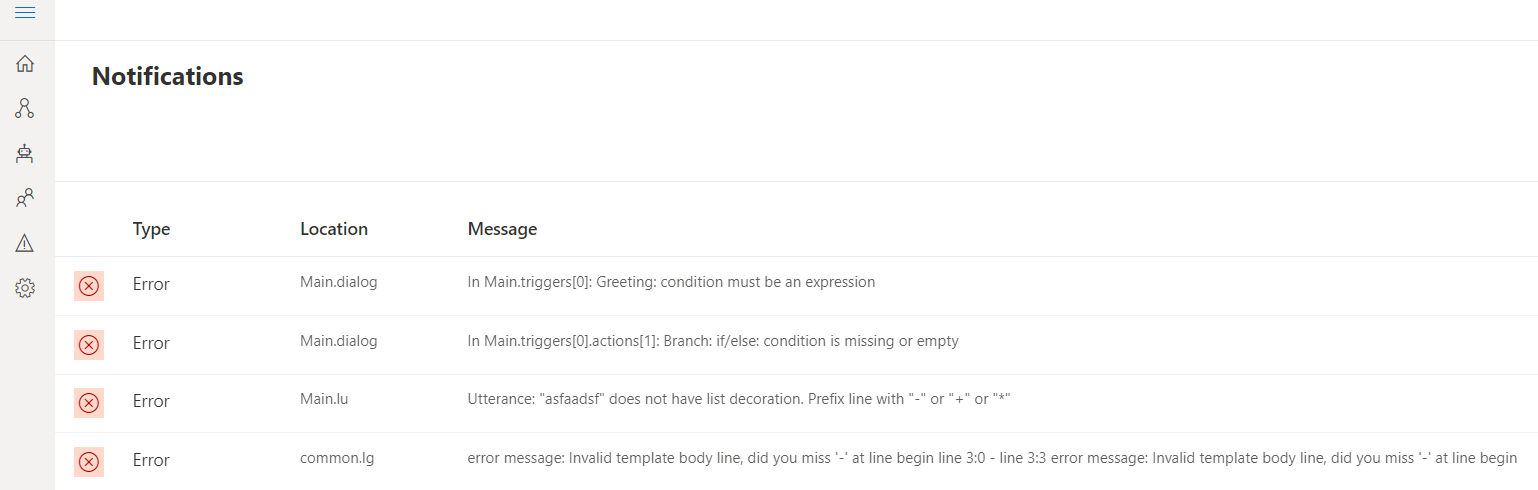 Notifications
Type Location Message
Error Main.dialog In Main.triggers[0]: Greeting: condition must be an expression
Error Main.dialog In Main.triggers[0].actions[1]: Branch: if/else: condition is missing or empty
Error Main.lu Utterance: "asfaadsf" does not have list decoration. Prefix line with "-" or "+" or "*"
Error common.lg error message: Invalid template body line, did you miss '-' at line begin line 3:0 - line 3:3 error message: Invalid template body line, did you miss '-' at line begin